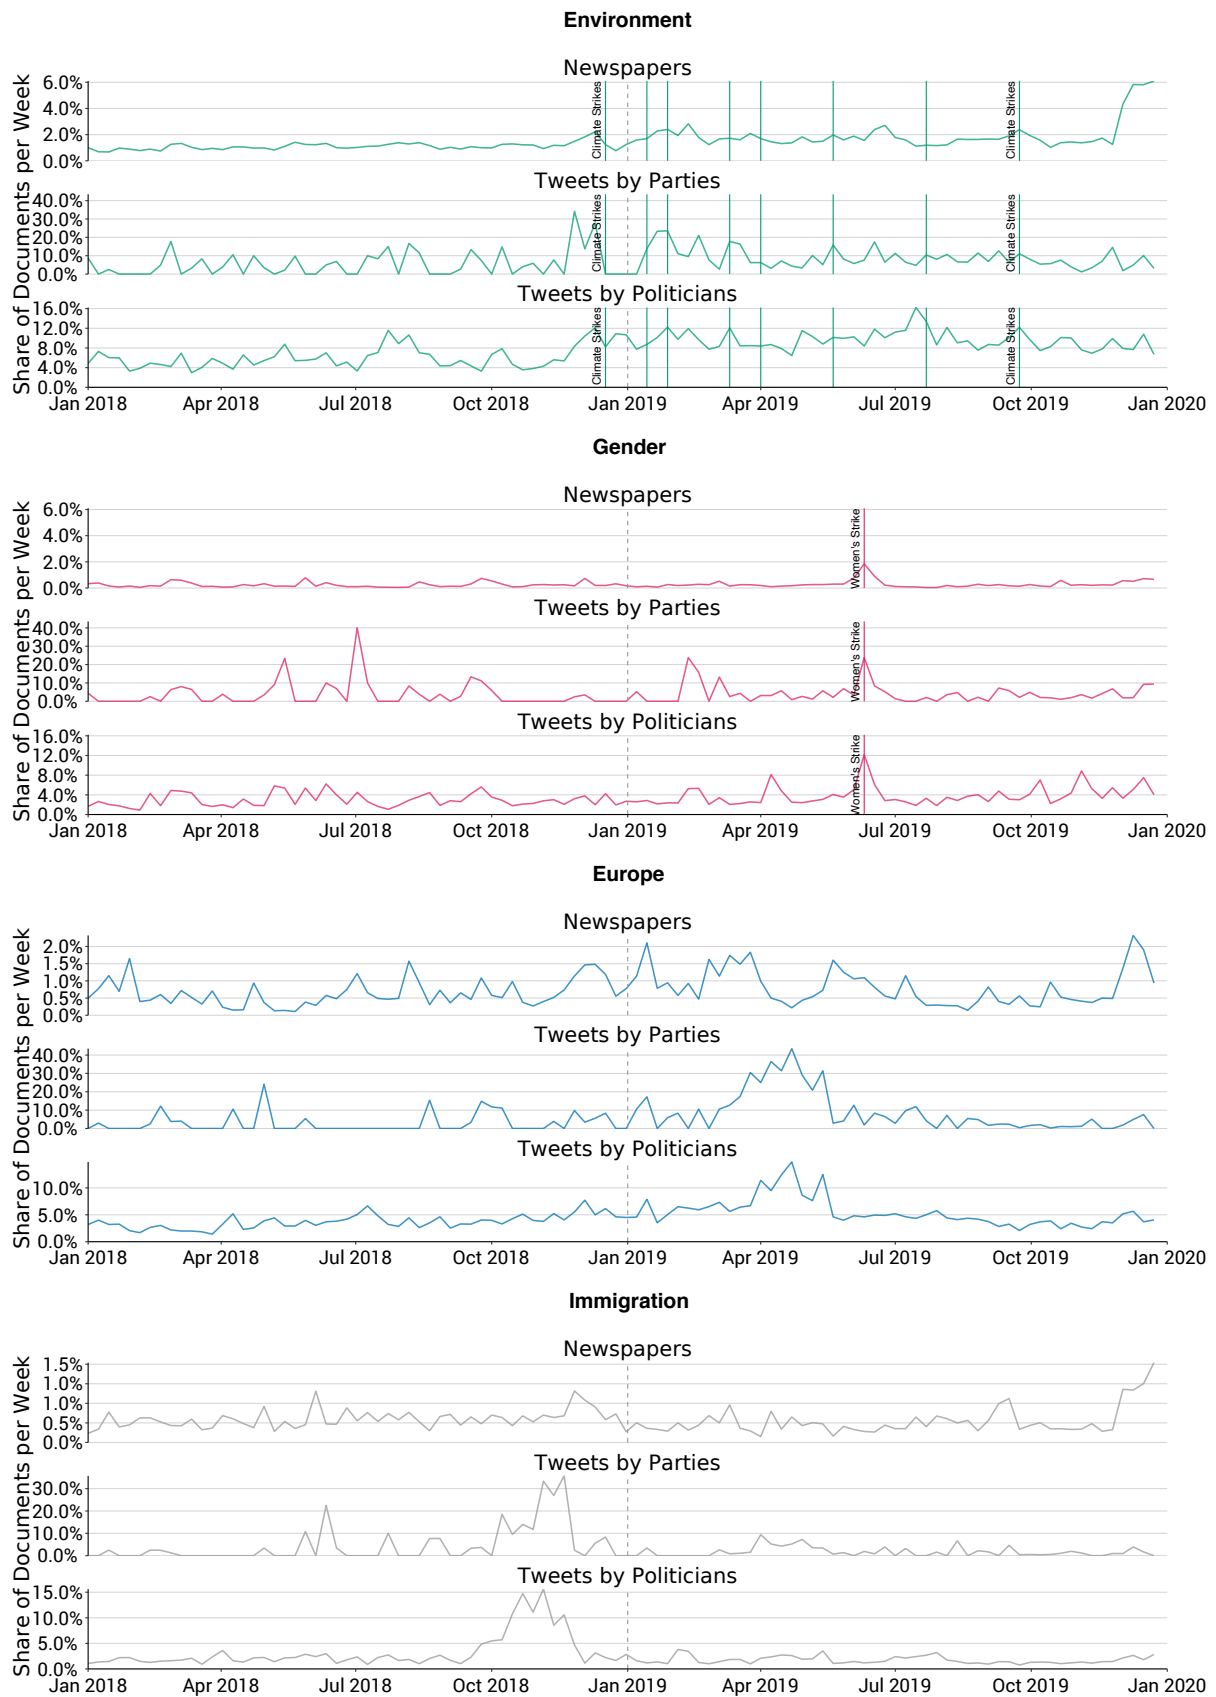 Environment
Newspapers
6.0%
4.0%
2.0%
0.0%
Climate Strikes
Climate Strikes
Tweets by Parties
40.0%
30.0%
20.0%
10.0%
0.0%
Climate Strikes
Climate Strikes
Tweets by Politicians
16.0%
12.0%
8.0%
4.0%
0.0%
Climate Strikes
Climate Strikes
Share of Documents per Week
Jan 2018 Apr 2018 Jul 2018 Oct 2018 Jan 2019 Apr 2019 Jul 2019 Oct 2019 Jan 2020
Gender
Newspapers
6.0%
4.0%
2.0%
0.0%
Women's Strike
Tweets by Parties
40.0%
30.0%
20.0%
10.0%
0.0%
Women's Strike
Tweets by Politicians
16.0%
12.0%
8.0%
4.0%
0.0%
Women's Strike
Share of Documents per Week
Jan 2018 Apr 2018 Jul 2018 Oct 2018 Jan 2019 Apr 2019 Jul 2019 Oct 2019 Jan 2020
Europe
Newspapers
2.0%
1.5%
1.0%
0.5%
0.0%
Tweets by Parties
40.0%
30.0%
20.0%
10.0%
0.0%
Tweets by Politicians
10.0%
5.0%
0.0%
Share of Documents per Week
Jan 2018 Apr 2018 Jul 2018 Oct 2018 Jan 2019 Apr 2019 Jul 2019 Oct 2019 Jan 2020
Immigration
Newspapers
1.5%
1.0%
1.0%
0.5%
0.0%
Tweets by Parties
30.0%
20.0%
10.0%
0.0%
Tweets by Politicians
15.0%
10.0%
5.0%
0.0%
Share of Documents per Week
Jan 2018 Apr 2018 Jul 2018 Oct 2018 Jan 2019 Apr 2019 Jul 2019 Oct 2019 Jan 2020